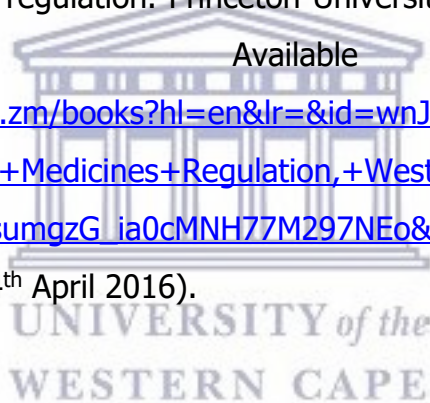 regulation. Princeton Universit
Available
.zm/books?hl=en&lr=&id=wnJ
+Medicines+Regulation,+West
sumgzG_ia0cMNH77M297NEo&
th April 2016).
UNIVERSITY of the
WESTERN CAPE